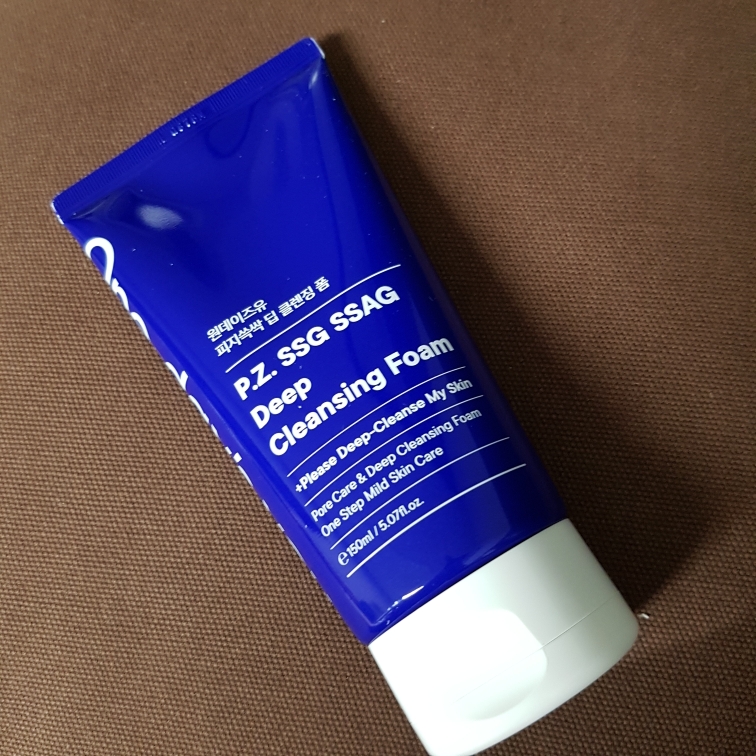 원데이즈유
피지쓱싹 딥 클렌징 폼
P.Z. SSG SSAG
Deep
Cleansing Foam
+Please Deep-Cleanse My Skin
Pore Care & Deep Cleansing Foam
One Step Mild Skin Care
℮150ml / 5.07fl.oz.